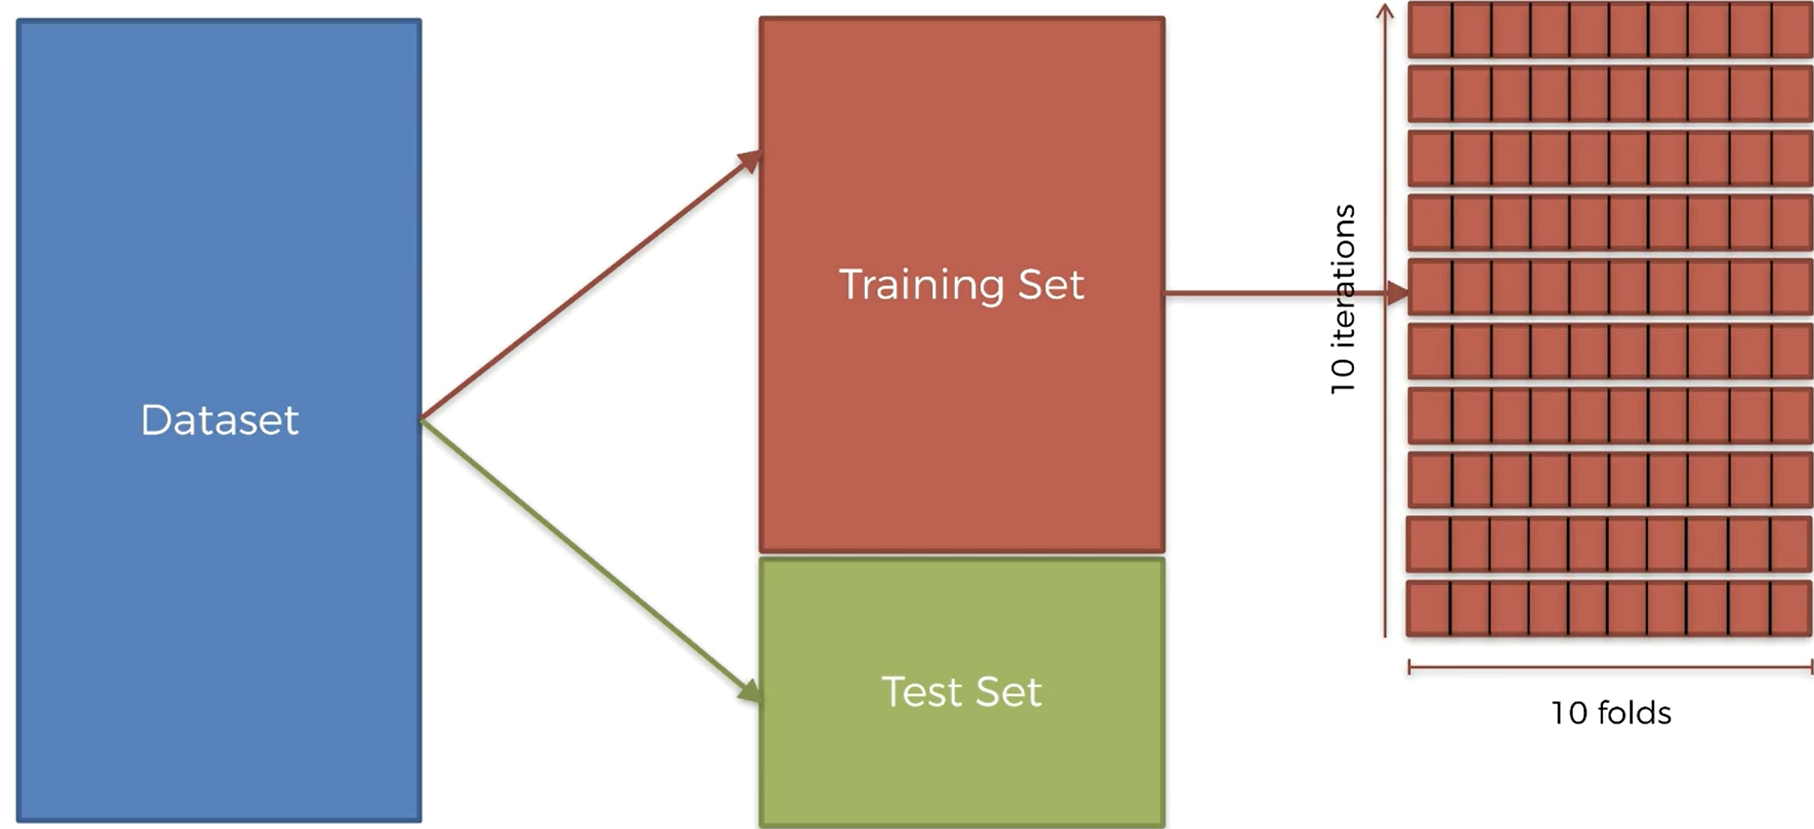 Dataset
Training Set
Test Set
10 iterations
10 folds